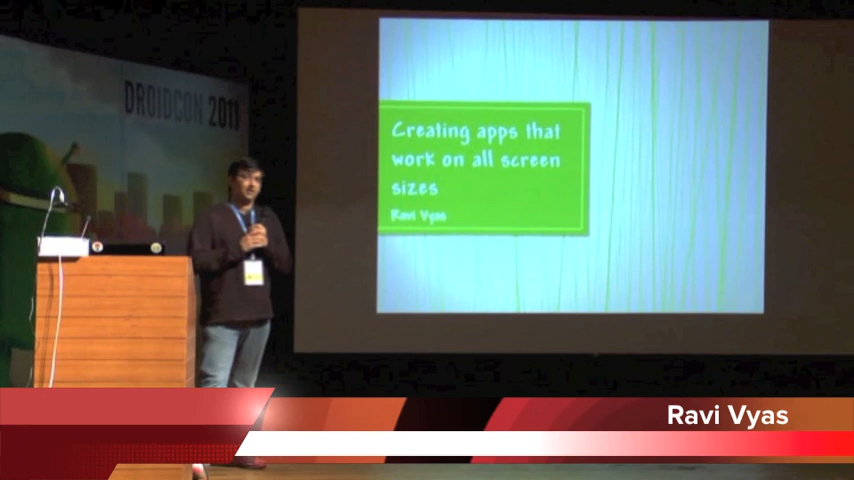 DROIDCON 2011
Creating apps that
work on all screen
sizes
Ravi Vyas
Ravi Vyas